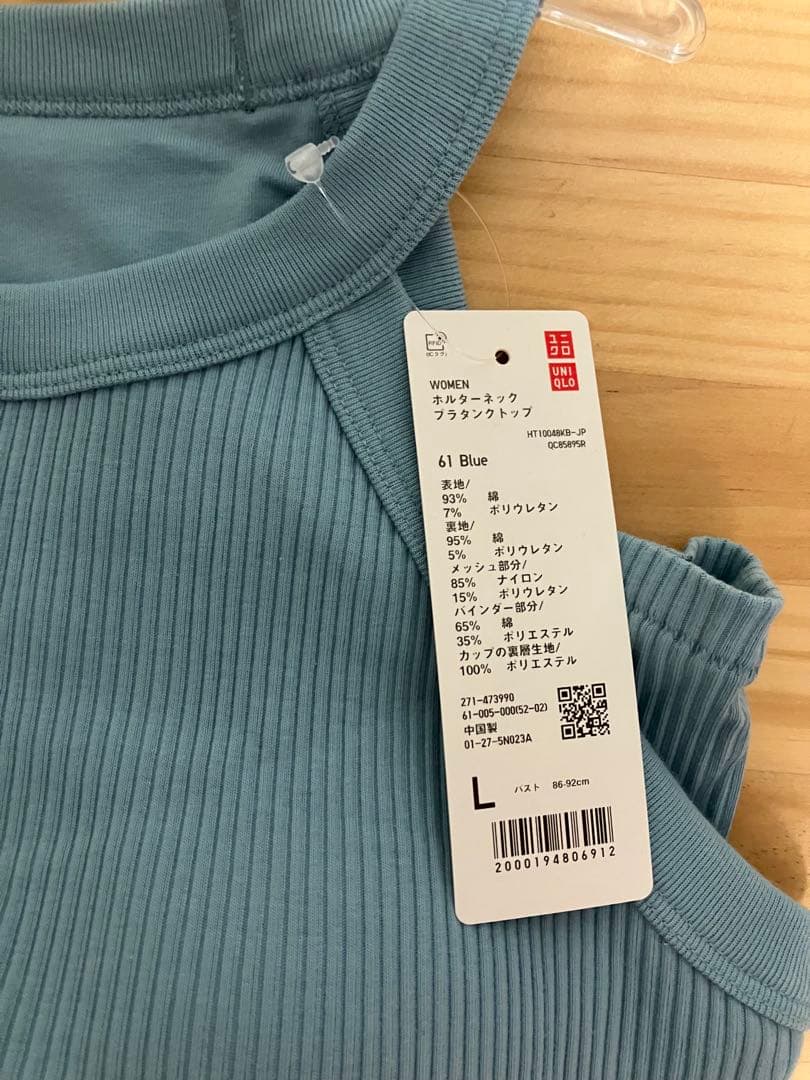 RFID
(ICタグ)
ユニ
クロ
UNI
QLO
WOMEN
ホルターネック
ブラタンクトップ
HT10048KB-JP
QC85895R
61 Blue
表地/
93% 綿
7% ポリウレタン
裏地/
95% 綿
5% ポリウレタン
メッシュ部分/
85% ナイロン
15% ポリウレタン
バインダー部分/
65% 綿
35% ポリエステル
カップの裏層生地/
100% ポリエステル
271-473990
61-005-000(52-02)
中国製
01-27-5N023A
L バスト 86-92cm
2000194806912